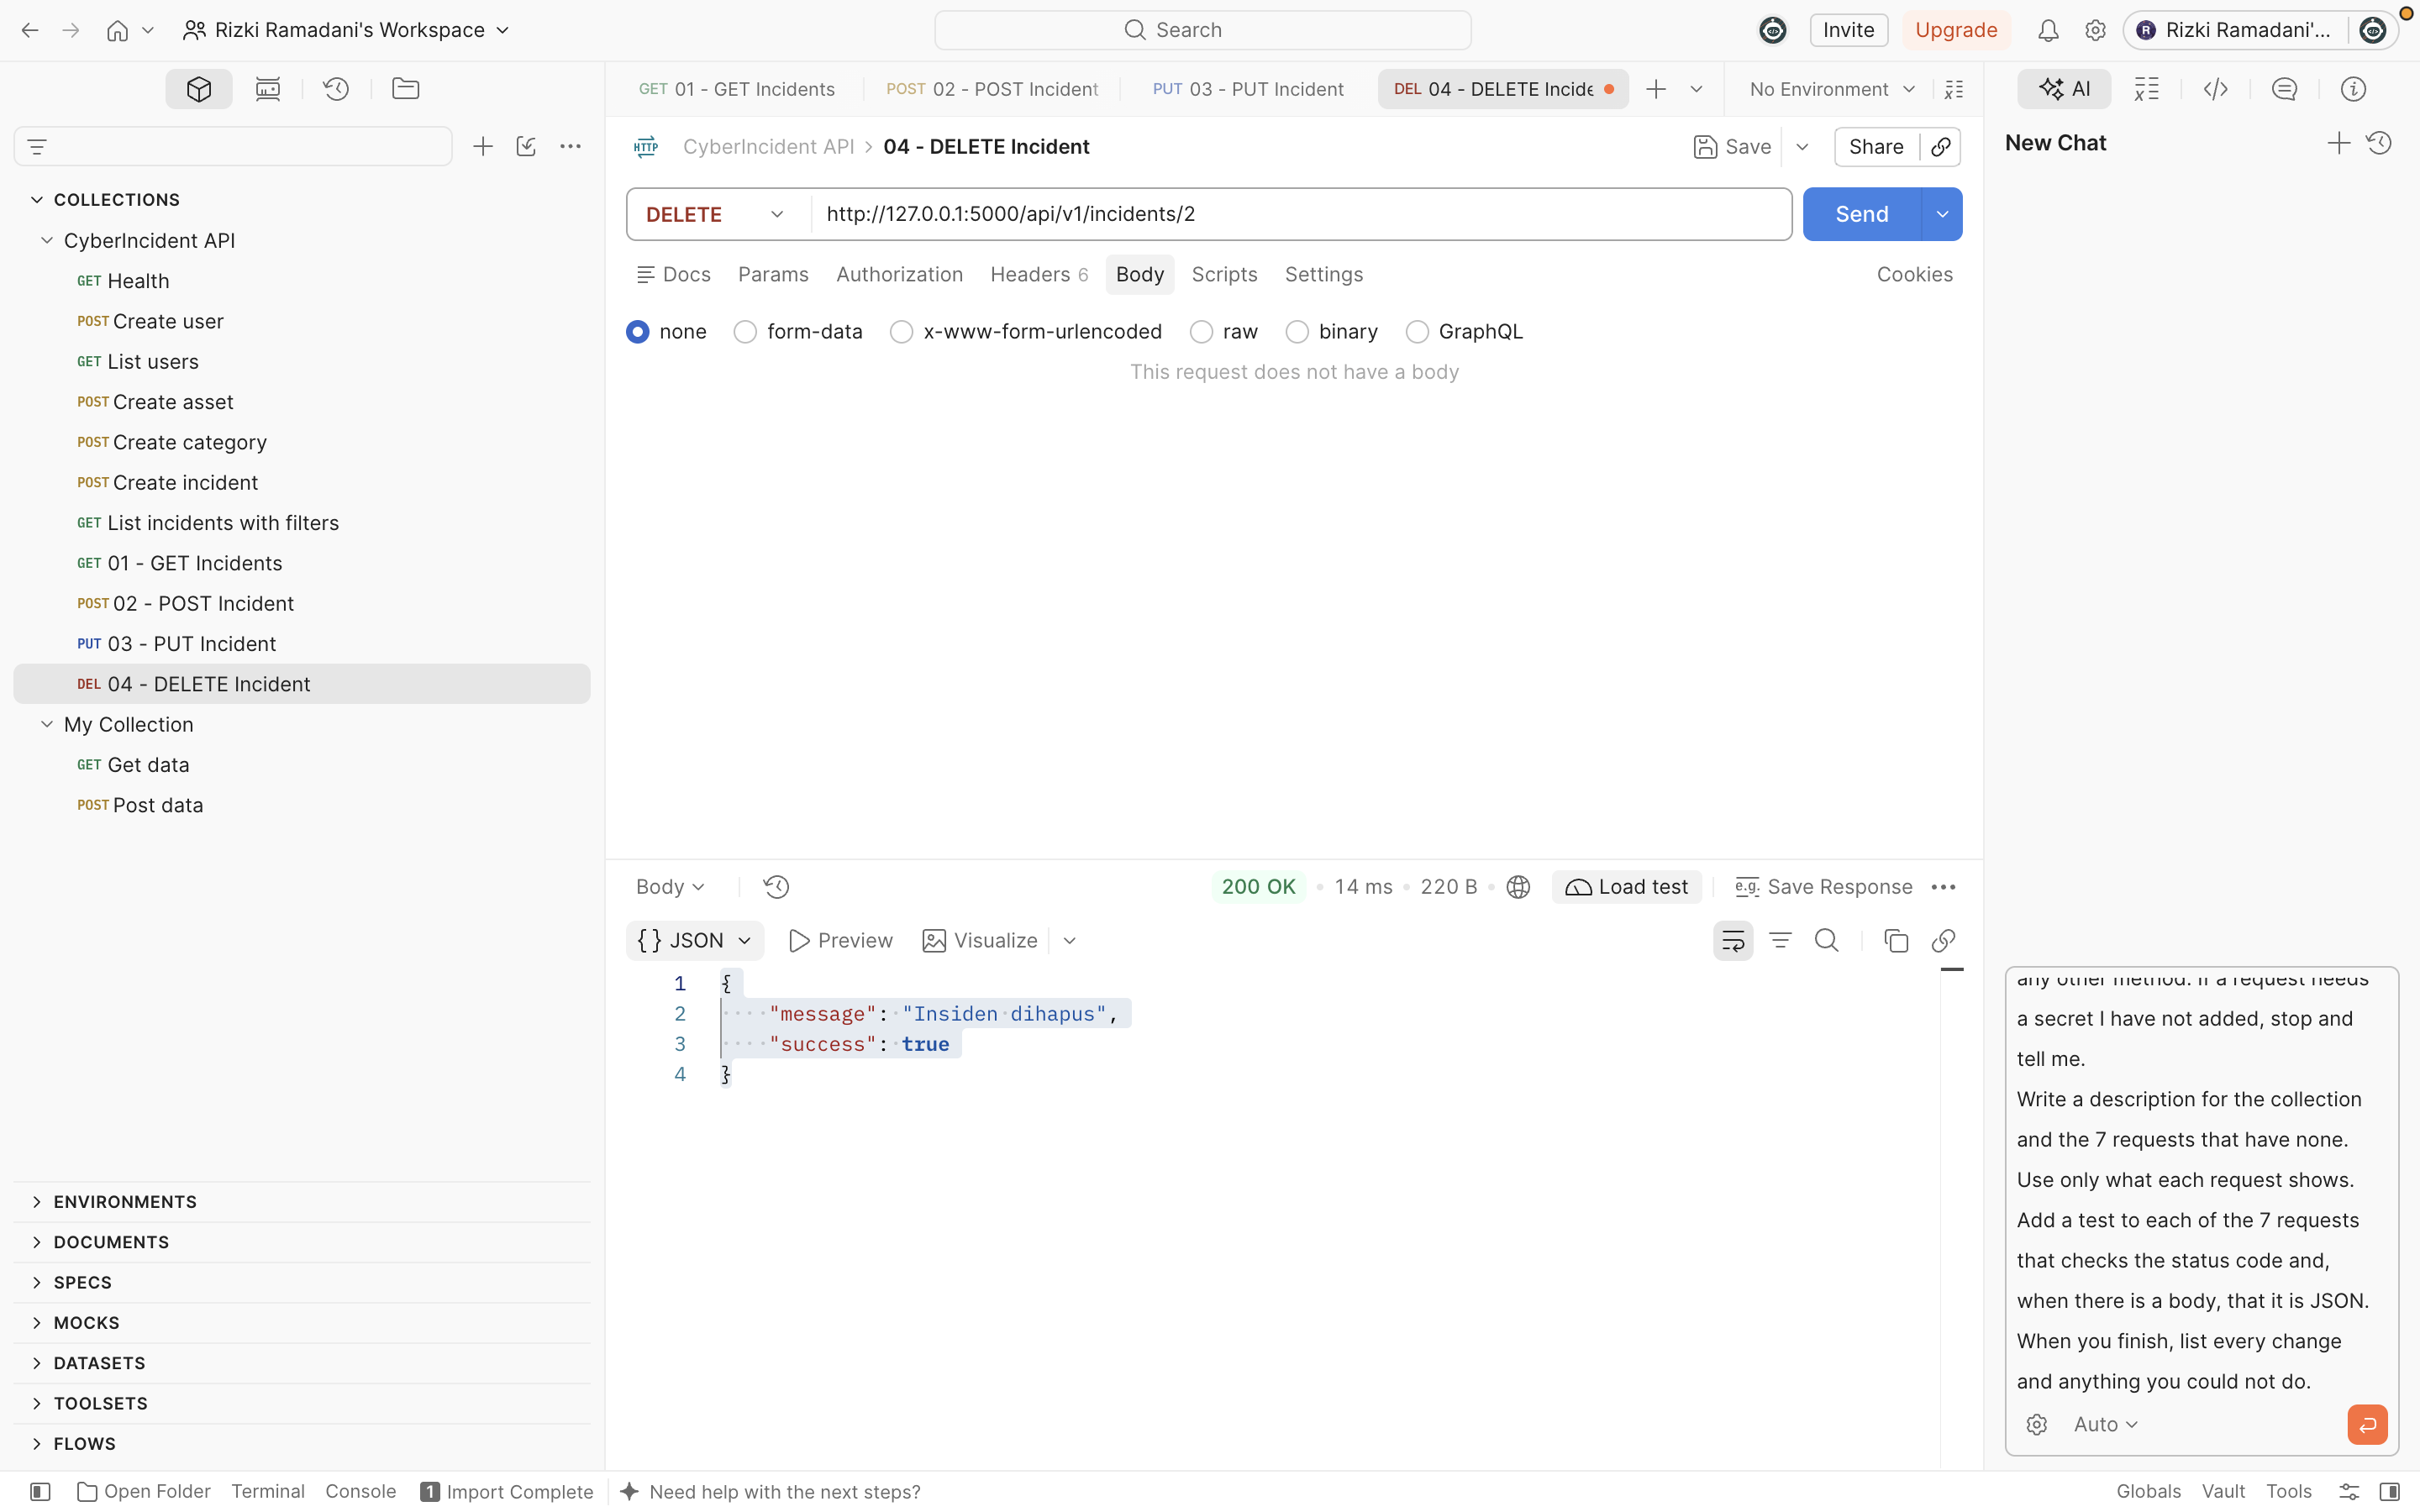 Rizki Ramadani's Workspace
Search
Invite
Upgrade
R
Rizki Ramadani'...
GET 01 - GET Incidents
POST 02 - POST Incident
PUT 03 - PUT Incident
DEL 04 - DELETE Incide
No Environment
AI
COLLECTIONS
CyberIncident API
GET Health
POST Create user
GET List users
POST Create asset
POST Create category
POST Create incident
GET List incidents with filters
GET 01 - GET Incidents
POST 02 - POST Incident
PUT 03 - PUT Incident
DEL 04 - DELETE Incident
My Collection
GET Get data
POST Post data
ENVIRONMENTS
DOCUMENTS
SPECS
MOCKS
DATASETS
TOOLSETS
FLOWS
HTTP
CyberIncident API > 04 - DELETE Incident
Save
Share
DELETE
http://127.0.0.1:5000/api/v1/incidents/2
Send
Docs
Params
Authorization
Headers 6
Body
Scripts
Settings
Cookies
none
form-data
x-www-form-urlencoded
raw
binary
GraphQL
This request does not have a body
Body
200 OK
14 ms
220 B
Load test
e.g. Save Response
{} JSON
Preview
Visualize
1 {
2 "message": "Insiden dihapus",
3 "success": true
4 }
New Chat
any other method. If a request needs
a secret I have not added, stop and
tell me.
Write a description for the collection
and the 7 requests that have none.
Use only what each request shows.
Add a test to each of the 7 requests
that checks the status code and,
when there is a body, that it is JSON.
When you finish, list every change
and anything you could not do.
Auto
Open Folder
Terminal
Console
1 Import Complete
Need help with the next steps?
Globals
Vault
Tools